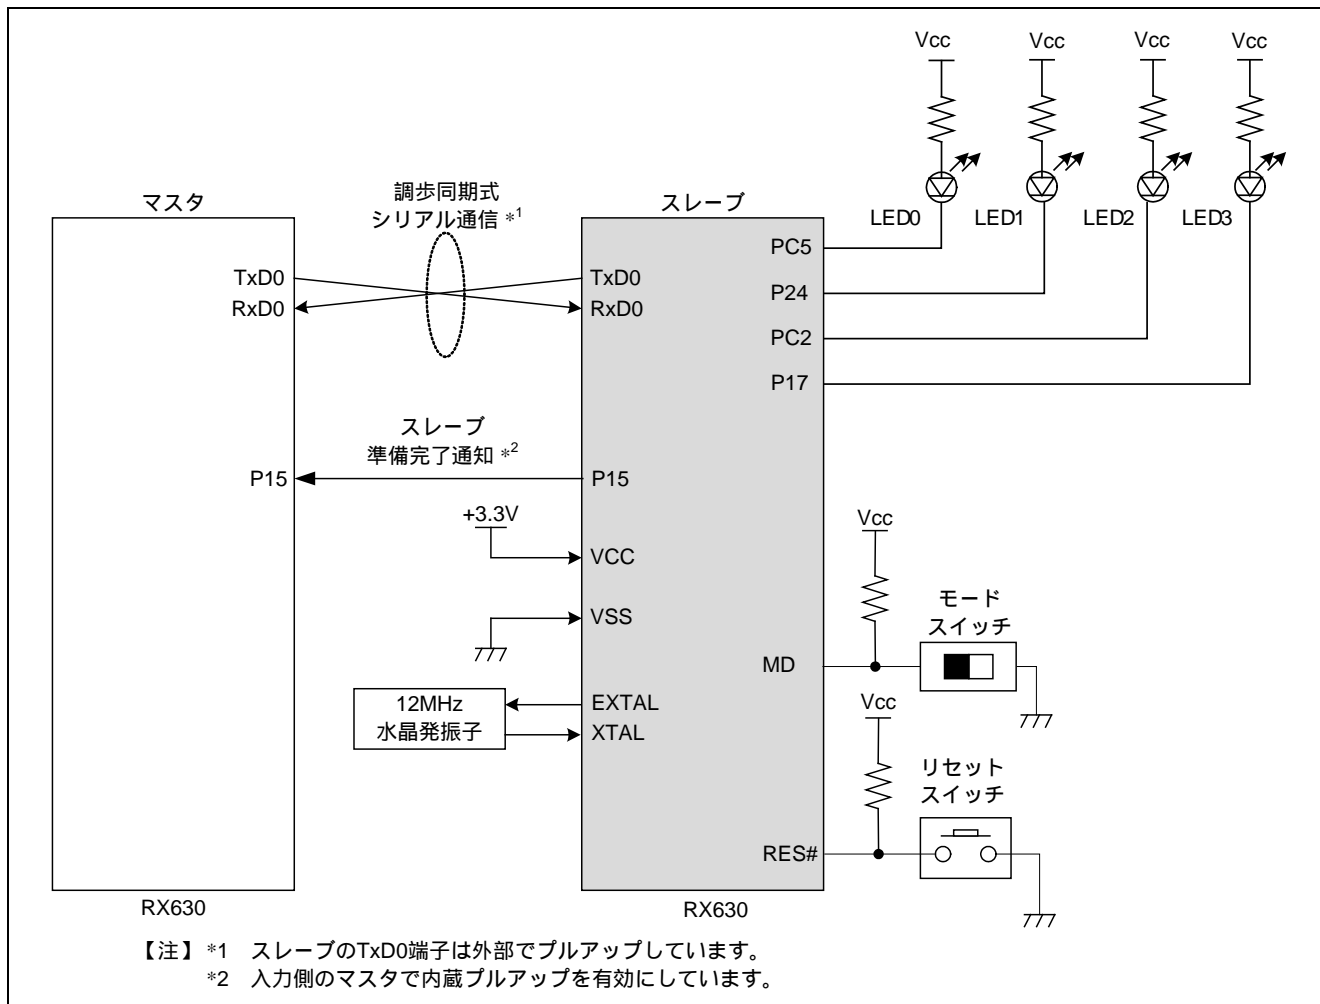 Vcc
Vcc
Vcc
Vcc
LED0
LED1
LED2
LED3
マスタ
調歩同期式
シリアル通信 *1
スレーブ
TxD0
RxD0
TxD0
RxD0
PC5
P24
PC2
P17
スレーブ
準備完了通知 *2
P15
P15
+3.3V
VCC
VSS
12MHz
水晶発振子
EXTAL
XTAL
Vcc
モード
スイッチ
MD
Vcc
リセット
スイッチ
RES#
RX630
RX630
【注】 *1 スレーブのTxD0端子は外部でプルアップしています。
*2 入力側のマスタで内蔵プルアップを有効にしています。